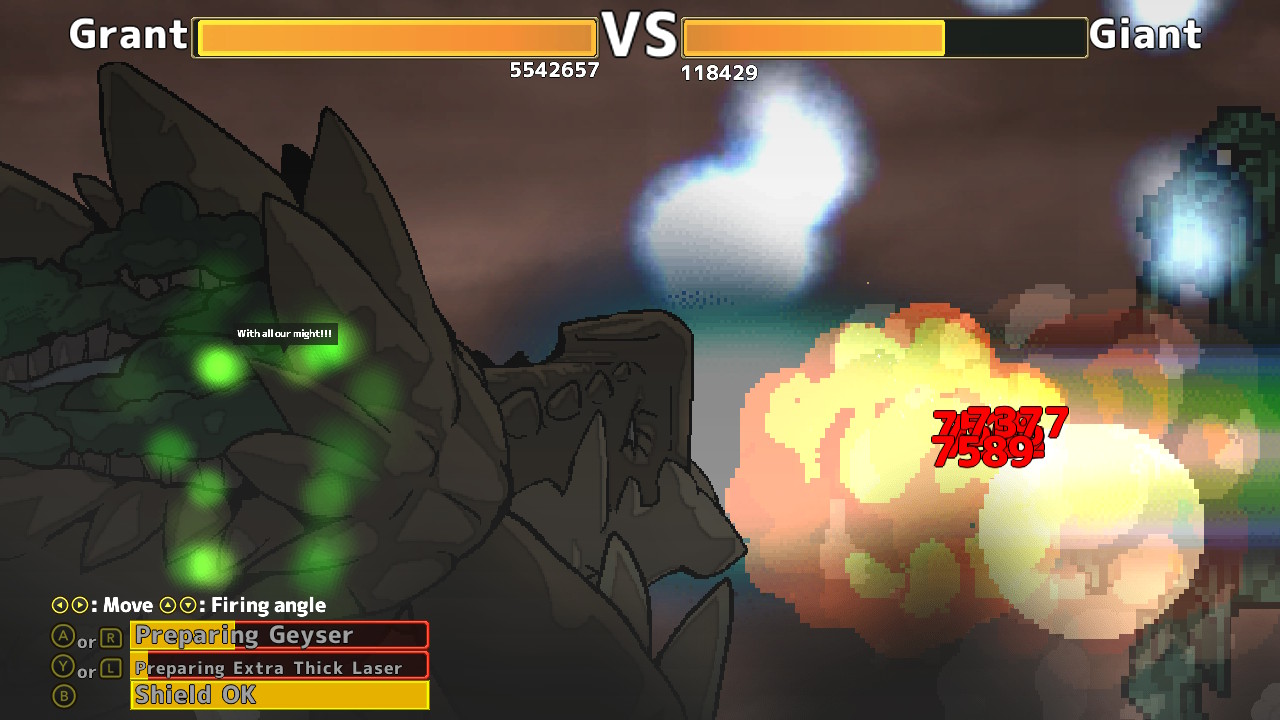 Grant VS Giant
5542657 118429
With all our might!!!
7377
7589
: Move : Firing angle
A or R Preparing Geyser
Y or L Preparing Extra Thick Laser
B Shield OK